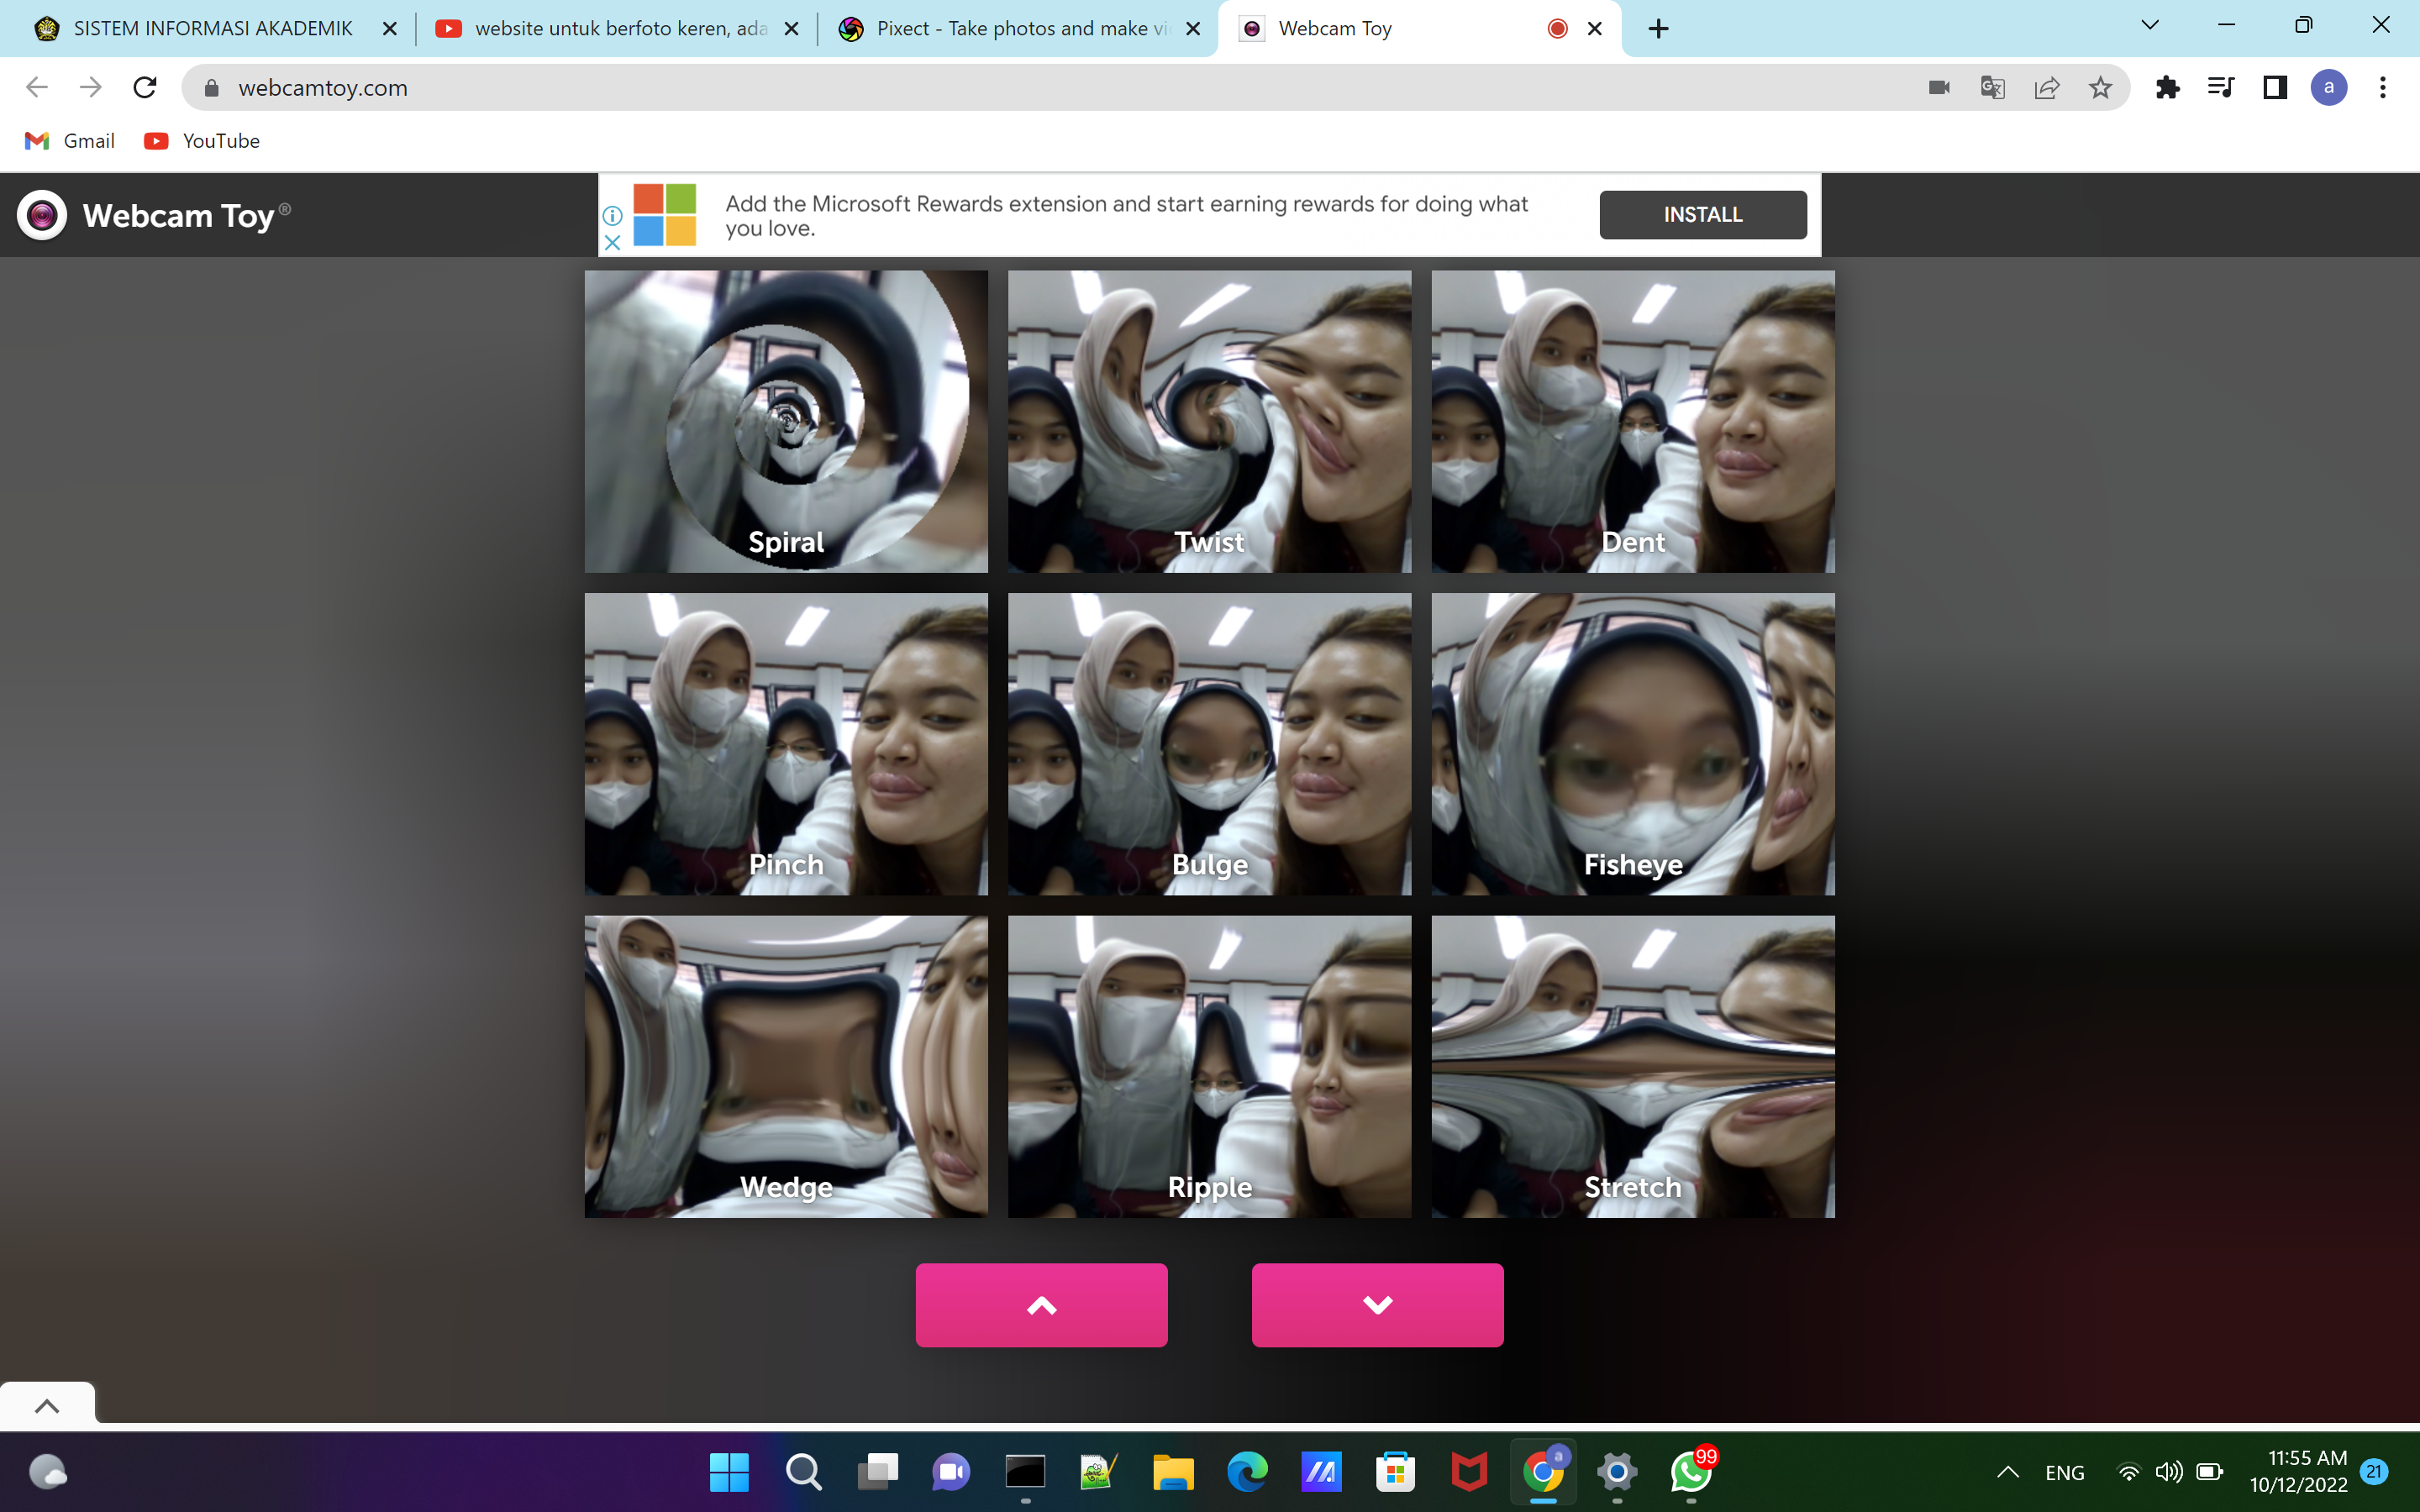 SISTEM INFORMASI AKADEMIK
website untuk berfoto keren, ada
Pixect - Take photos and make vi
Webcam Toy
webcamtoy.com
a
Gmail
YouTube
Webcam Toy®
Add the Microsoft Rewards extension and start earning rewards for doing what
you love.
INSTALL
Spiral
Twist
Dent
Pinch
Bulge
Fisheye
Wedge
Ripple
Stretch
a
99
ENG
11:55 AM
10/12/2022
21